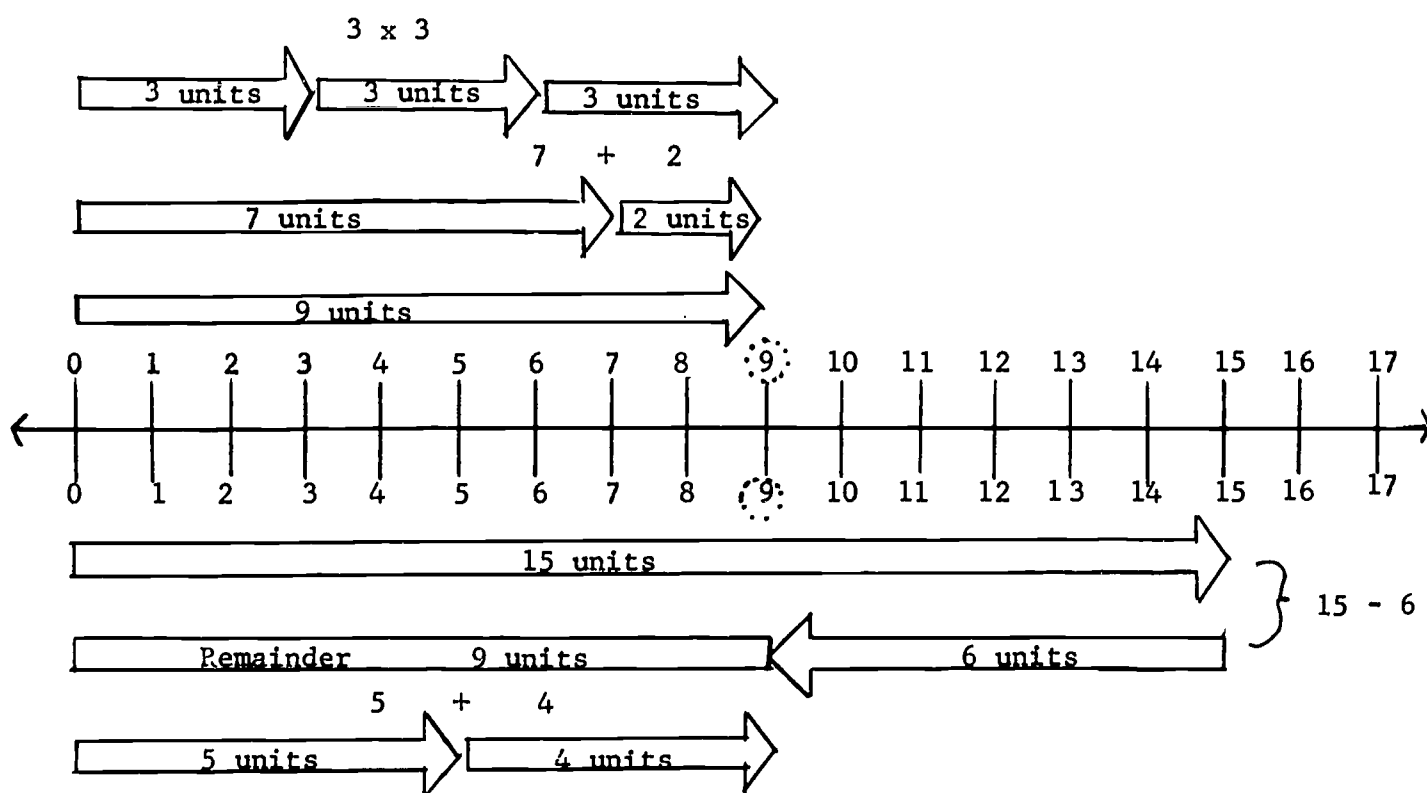 3 x 3
3 units 3 units 3 units
7 + 2
7 units 2 units
9 units
0 1 2 3 4 5 6 7 8 9 10 11 12 13 14 15 16 17
0 1 2 3 4 5 6 7 8 9 10 11 12 13 14 15 16 17
15 units
15 - 6
Remainder 9 units 6 units
5 + 4
5 units 4 units